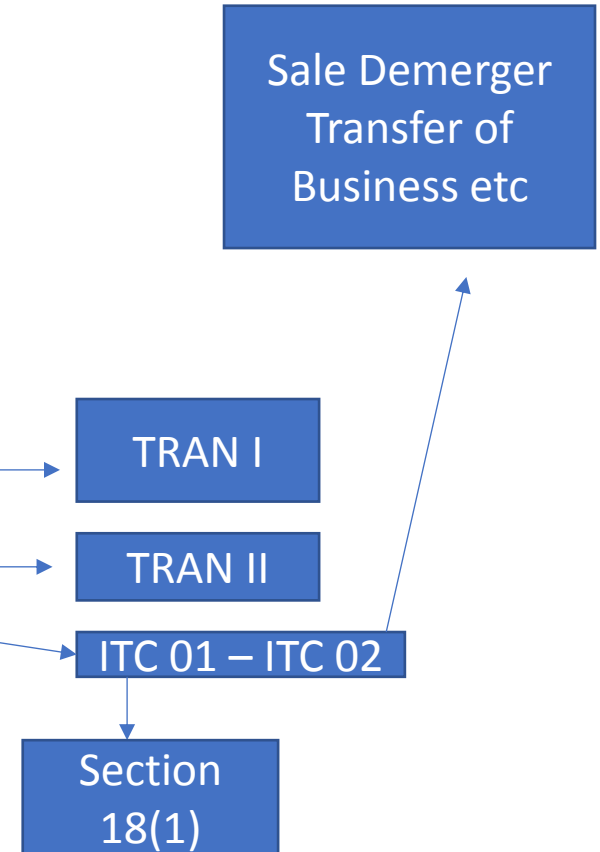 Sale Demerger
Transfer of
Business etc
TRAN I
TRAN II
ITC 01 – ITC 02
Section
18(1)